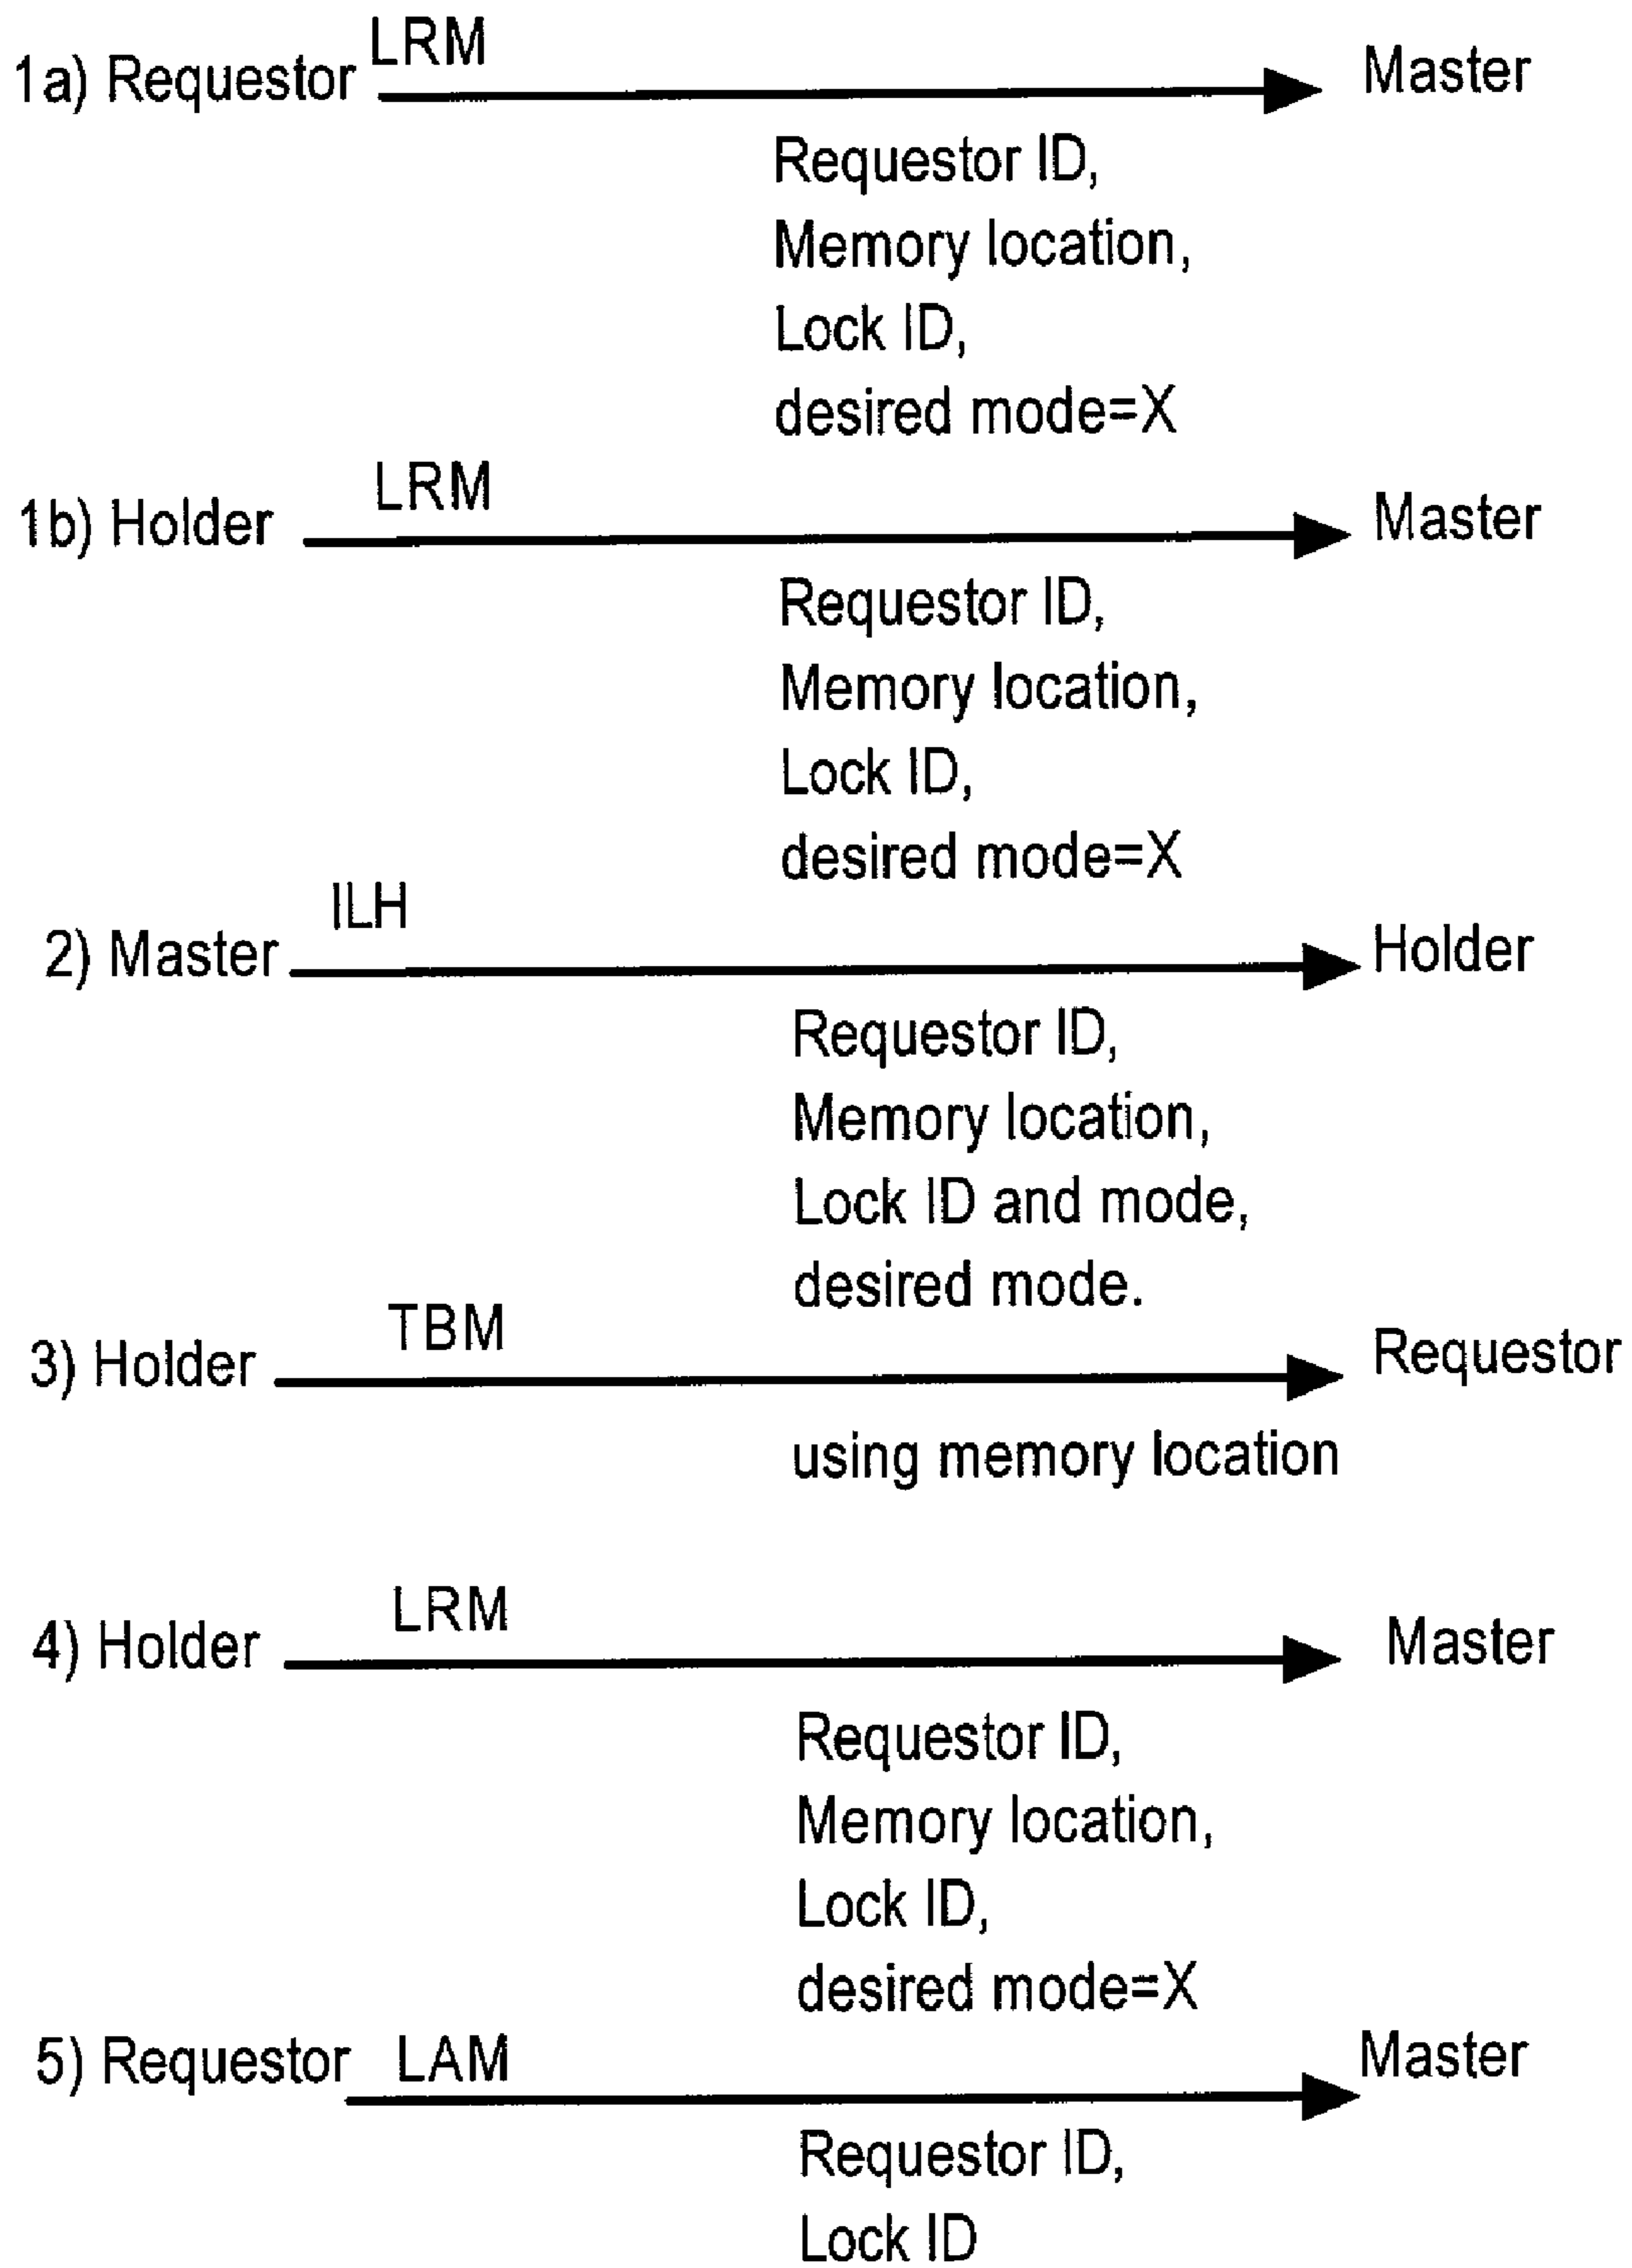 1a) Requestor LRM Master
Requestor ID,
Memory location,
Lock ID,
desired mode=X
1b) Holder LRM Master
Requestor ID,
Memory location,
Lock ID,
desired mode=X
2) Master ILH Holder
Requestor ID,
Memory location,
Lock ID and mode,
desired mode.
3) Holder TBM Requestor
using memory location
4) Holder LRM Master
Requestor ID,
Memory location,
Lock ID,
desired mode=X
5) Requestor LAM Master
Requestor ID,
Lock ID